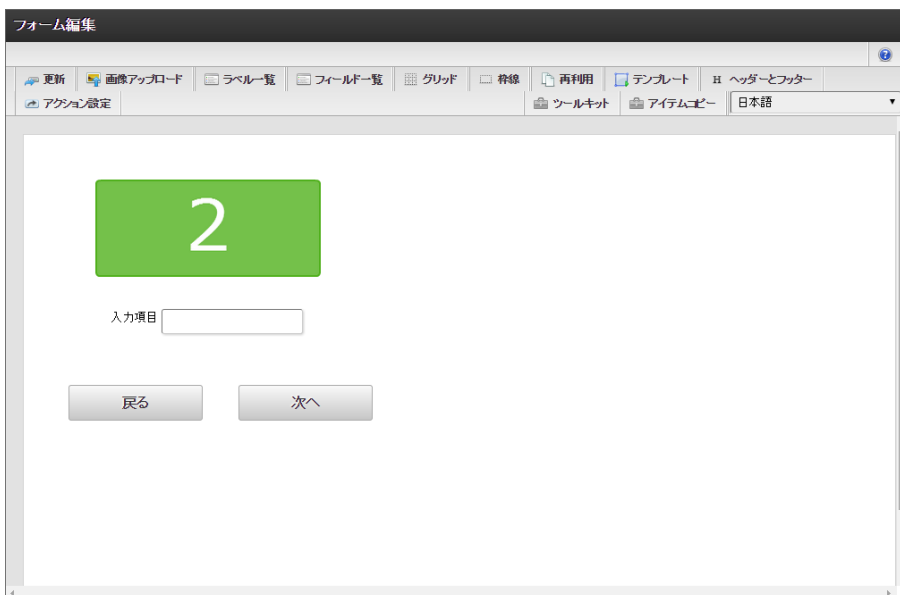 フォーム編集
更新 画像アップロード ラベル一覧 フィールド一覧 グリッド 枠線 再利用 テンプレート H ヘッダーとフッター
アクション設定 ツールキット アイテムコピー 日本語
2
入力項目
戻る 次へ